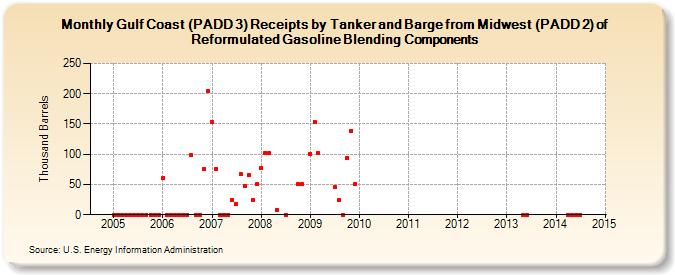 Monthly Gulf Coast (PADD 3) Receipts by Tanker and Barge from Midwest (PADD 2) of
Reformulated Gasoline Blending Components
Thousand Barrels
250
200
150
100
50
0
2005 2006 2007 2008 2009 2010 2011 2012 2013 2014 2015
Source: U.S. Energy Information Administration